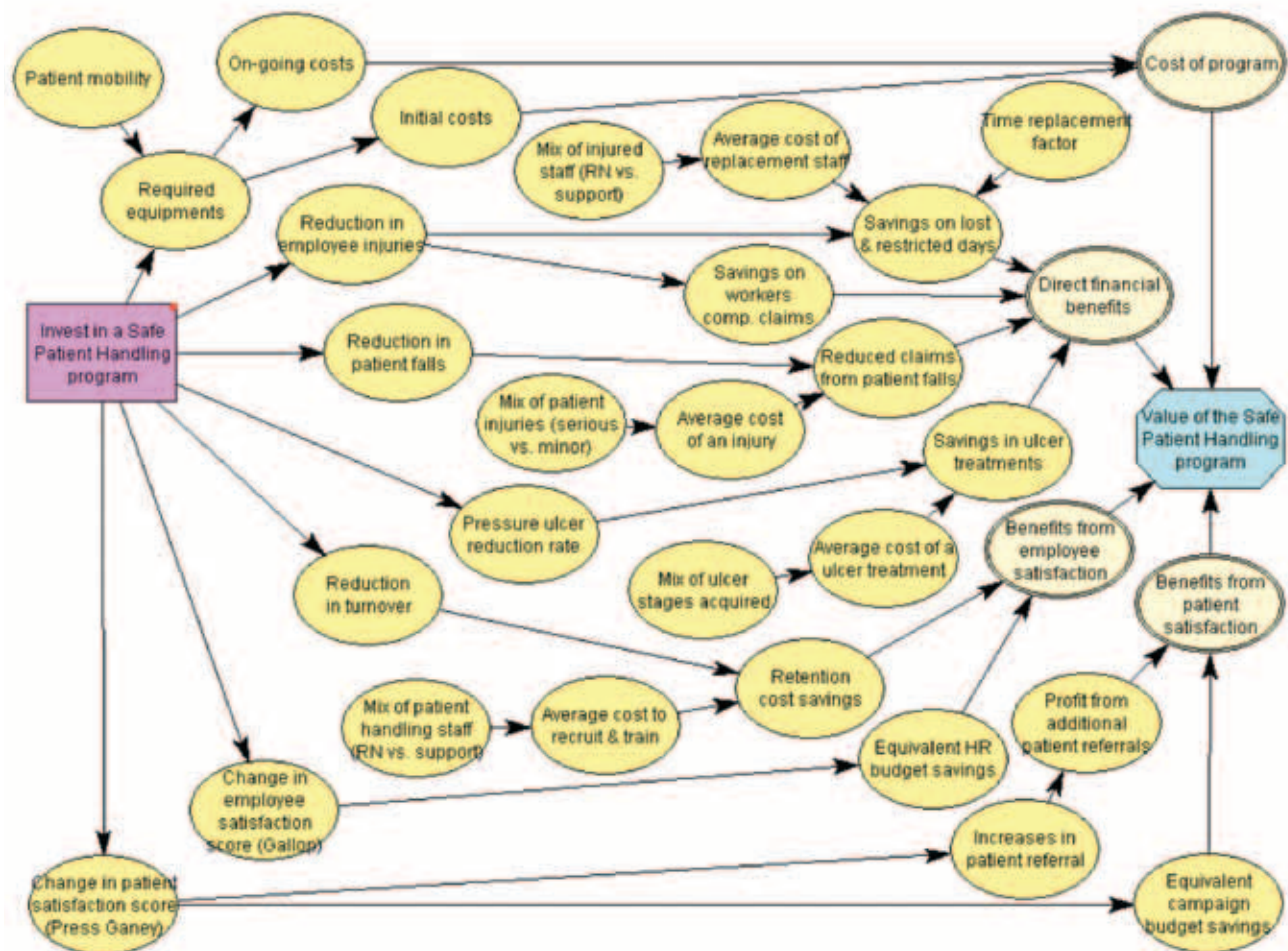 Patient mobility
On-going costs
Cost of program
Initial costs
Time replacement
factor
Mix of injured
staff (RN vs.
support)
Average cost of
replacement staff
Required
equipments
Reduction in
employee injuries
Savings on lost
& restricted days
Savings on
workers
comp. claims
Direct financial
benefits
Invest in a Safe
Patient Handling
program
Reduction in
patient falls
Reduced claims
from patient falls
Mix of patient
injuries (serious
vs. minor)
Average cost
of an injury
Value of the Safe
Patient Handling
program
Savings in ulcer
treatments
Pressure ulcer
reduction rate
Benefits from
employee
satisfaction
Average cost of a
ulcer treatment
Mix of ulcer
stages acquired
Reduction
in turnover
Benefits from
patient
satisfaction
Retention
cost savings
Mix of patient
handling staff
(RN vs. support)
Average cost to
recruit & train
Profit from
additional
patient referrals
Equivalent HR
budget savings
Change in
employee
satisfaction
score (Gallop)
Increases in
patient referral
Change in patient
satisfaction score
(Press Ganey)
Equivalent
campaign
budget savings